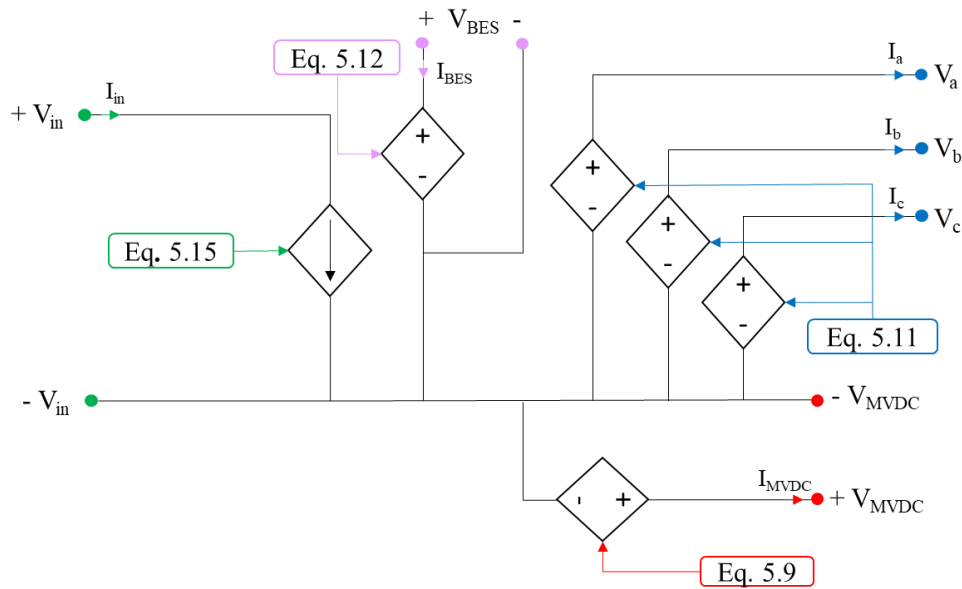 + V_BES -
Eq. 5.12
I_BES
I_a
V_a
I_in
+ V_in
+
-
+
-
I_b
V_b
+
-
I_c
V_c
Eq. 5.15
+
-
Eq. 5.11
- V_in
- V_MVDC
- +
I_MVDC
+ V_MVDC
Eq. 5.9